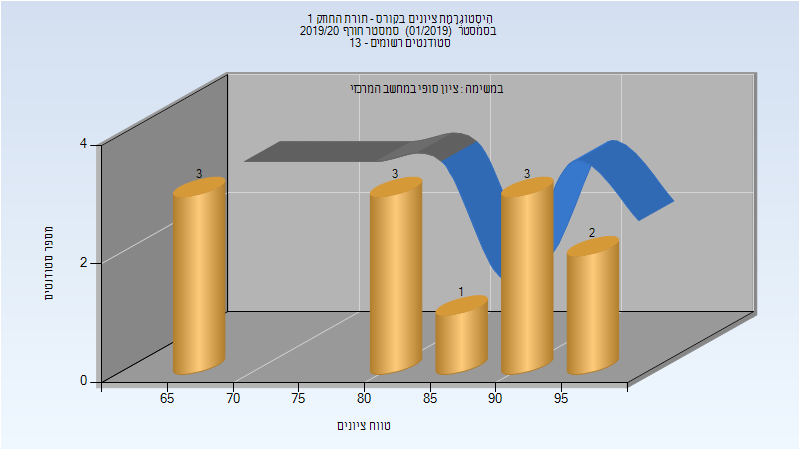 היסטוגרמת ציונים בקורס - תורת החוזק 1
בסמסטר (01/2019) סמסטר חורף 2019/20
סטודנטים רשומים - 13
במשימה : ציון סופי במחשב המרכזי
4
2
0
מספר סטודנטים
3
3
1
3
2
65
70
75
80
85
90
95
טווח ציונים